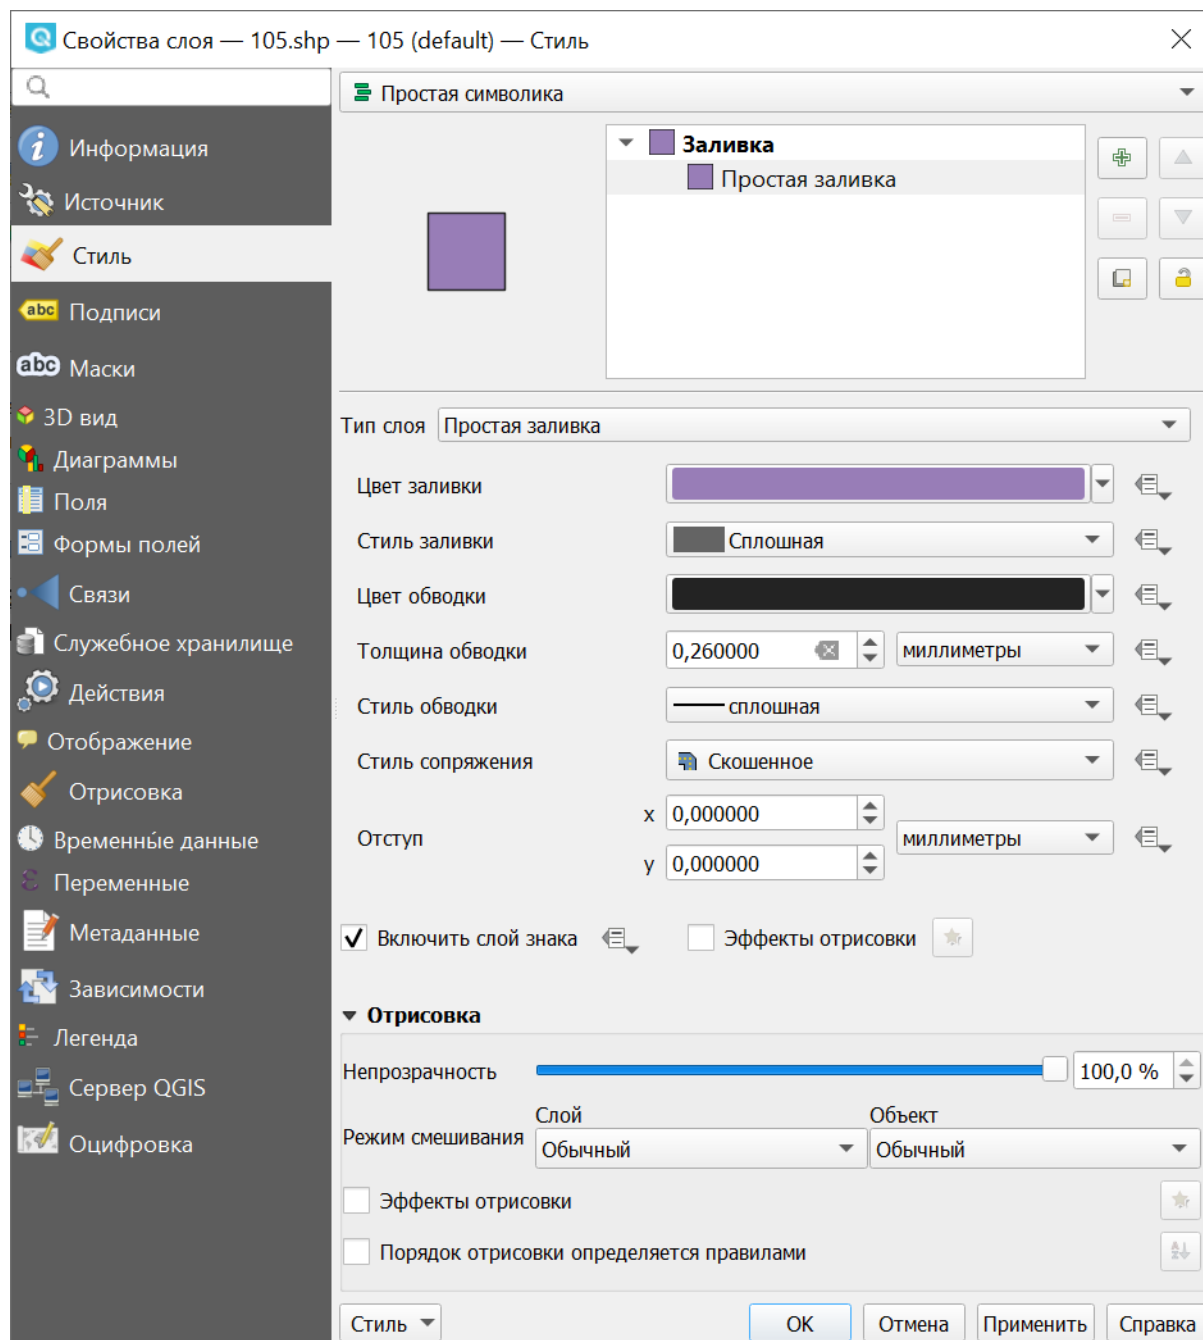 Свойства слоя — 105.shp — 105 (default) — Стиль
Простая символика
Информация
Источник
Стиль
Подписи
Маски
3D вид
Диаграммы
Поля
Формы полей
Связи
Служебное хранилище
Действия
Отображение
Отрисовка
Временны́е данные
Переменные
Метаданные
Зависимости
Легенда
Сервер QGIS
Оцифровка
Заливка
Простая заливка
Тип слоя Простая заливка
Цвет заливки
Стиль заливки Сплошная
Цвет обводки
Толщина обводки 0,260000 миллиметры
Стиль обводки сплошная
Стиль сопряжения Скошенное
Отступ x 0,000000 миллиметры
y 0,000000
Включить слой знака Эффекты отрисовки
Отрисовка
Непрозрачность 100,0 %
Слой Объект
Режим смешивания Обычный Обычный
Эффекты отрисовки
Порядок отрисовки определяется правилами
Стиль OK Отмена Применить Справка